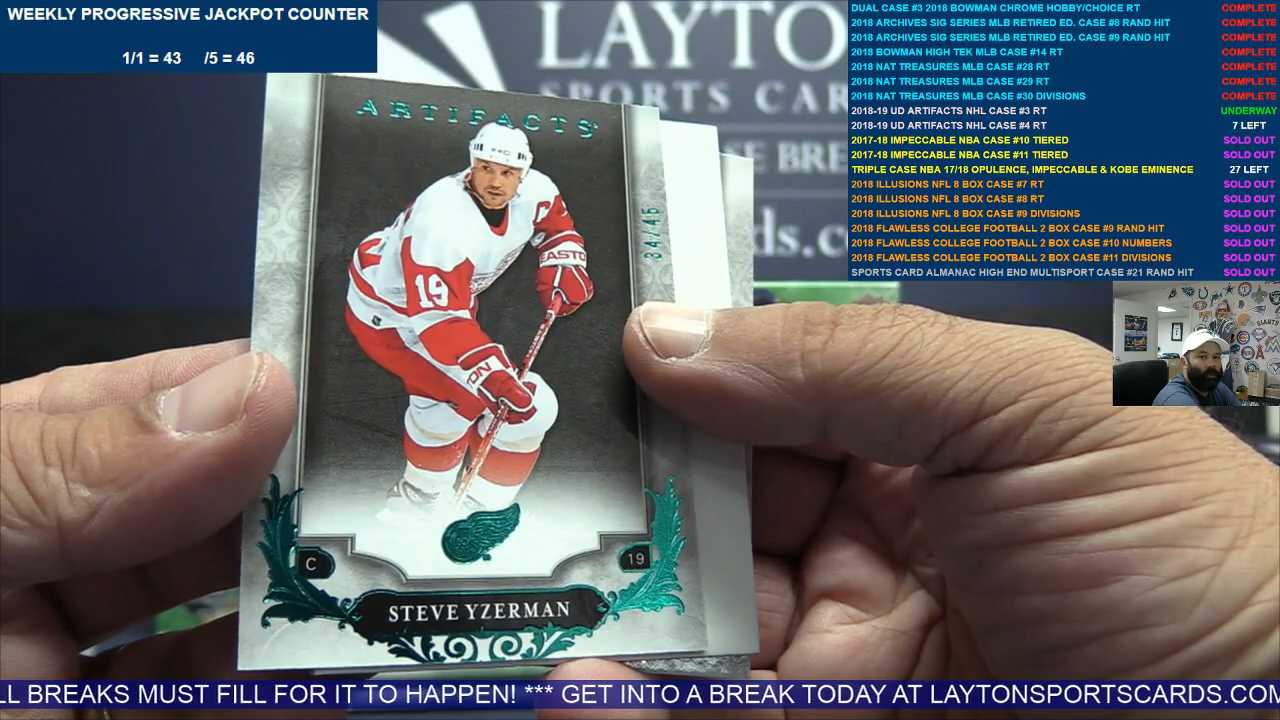 WEEKLY PROGRESSIVE JACKPOT COUNTER
1/1 = 43 /5 = 46
DUAL CASE #3 2018 BOWMAN CHROME HOBBY/CHOICE RT COMPLETE
2018 ARCHIVES SIG SERIES MLB RETIRED ED. CASE #8 RAND HIT COMPLETE
2018 ARCHIVES SIG SERIES MLB RETIRED ED. CASE #9 RAND HIT COMPLETE
2018 BOWMAN HIGH TEK MLB CASE #14 RT COMPLETE
2018 NAT TREASURES MLB CASE #28 RT COMPLETE
2018 NAT TREASURES MLB CASE #29 RT COMPLETE
2018 NAT TREASURES MLB CASE #30 DIVISIONS COMPLETE
2018-19 UD ARTIFACTS NHL CASE #3 RT UNDERWAY
2018-19 UD ARTIFACTS NHL CASE #4 RT 7 LEFT
2017-18 IMPECCABLE NBA CASE #10 TIERED SOLD OUT
2017-18 IMPECCABLE NBA CASE #11 TIERED SOLD OUT
TRIPLE CASE NBA 17/18 OPULENCE, IMPECCABLE & KOBE EMINENCE 27 LEFT
2018 ILLUSIONS NFL 8 BOX CASE #7 RT SOLD OUT
2018 ILLUSIONS NFL 8 BOX CASE #8 RT SOLD OUT
2018 ILLUSIONS NFL 8 BOX CASE #9 DIVISIONS SOLD OUT
2018 FLAWLESS COLLEGE FOOTBALL 2 BOX CASE #9 RAND HIT SOLD OUT
2018 FLAWLESS COLLEGE FOOTBALL 2 BOX CASE #10 NUMBERS SOLD OUT
2018 FLAWLESS COLLEGE FOOTBALL 2 BOX CASE #11 DIVISIONS SOLD OUT
SPORTS CARD ALMANAC HIGH END MULTISPORT CASE #21 RAND HIT SOLD OUT
LAYTO
PORTS CAR
E BRE
ds.c
ARTIFACTS
34/45
C
EASTO
19
ON
C
19
STEVE YZERMAN
LL BREAKS MUST FILL FOR IT TO HAPPEN! *** GET INTO A BREAK TODAY AT LAYTONSPORTSCARDS.COM